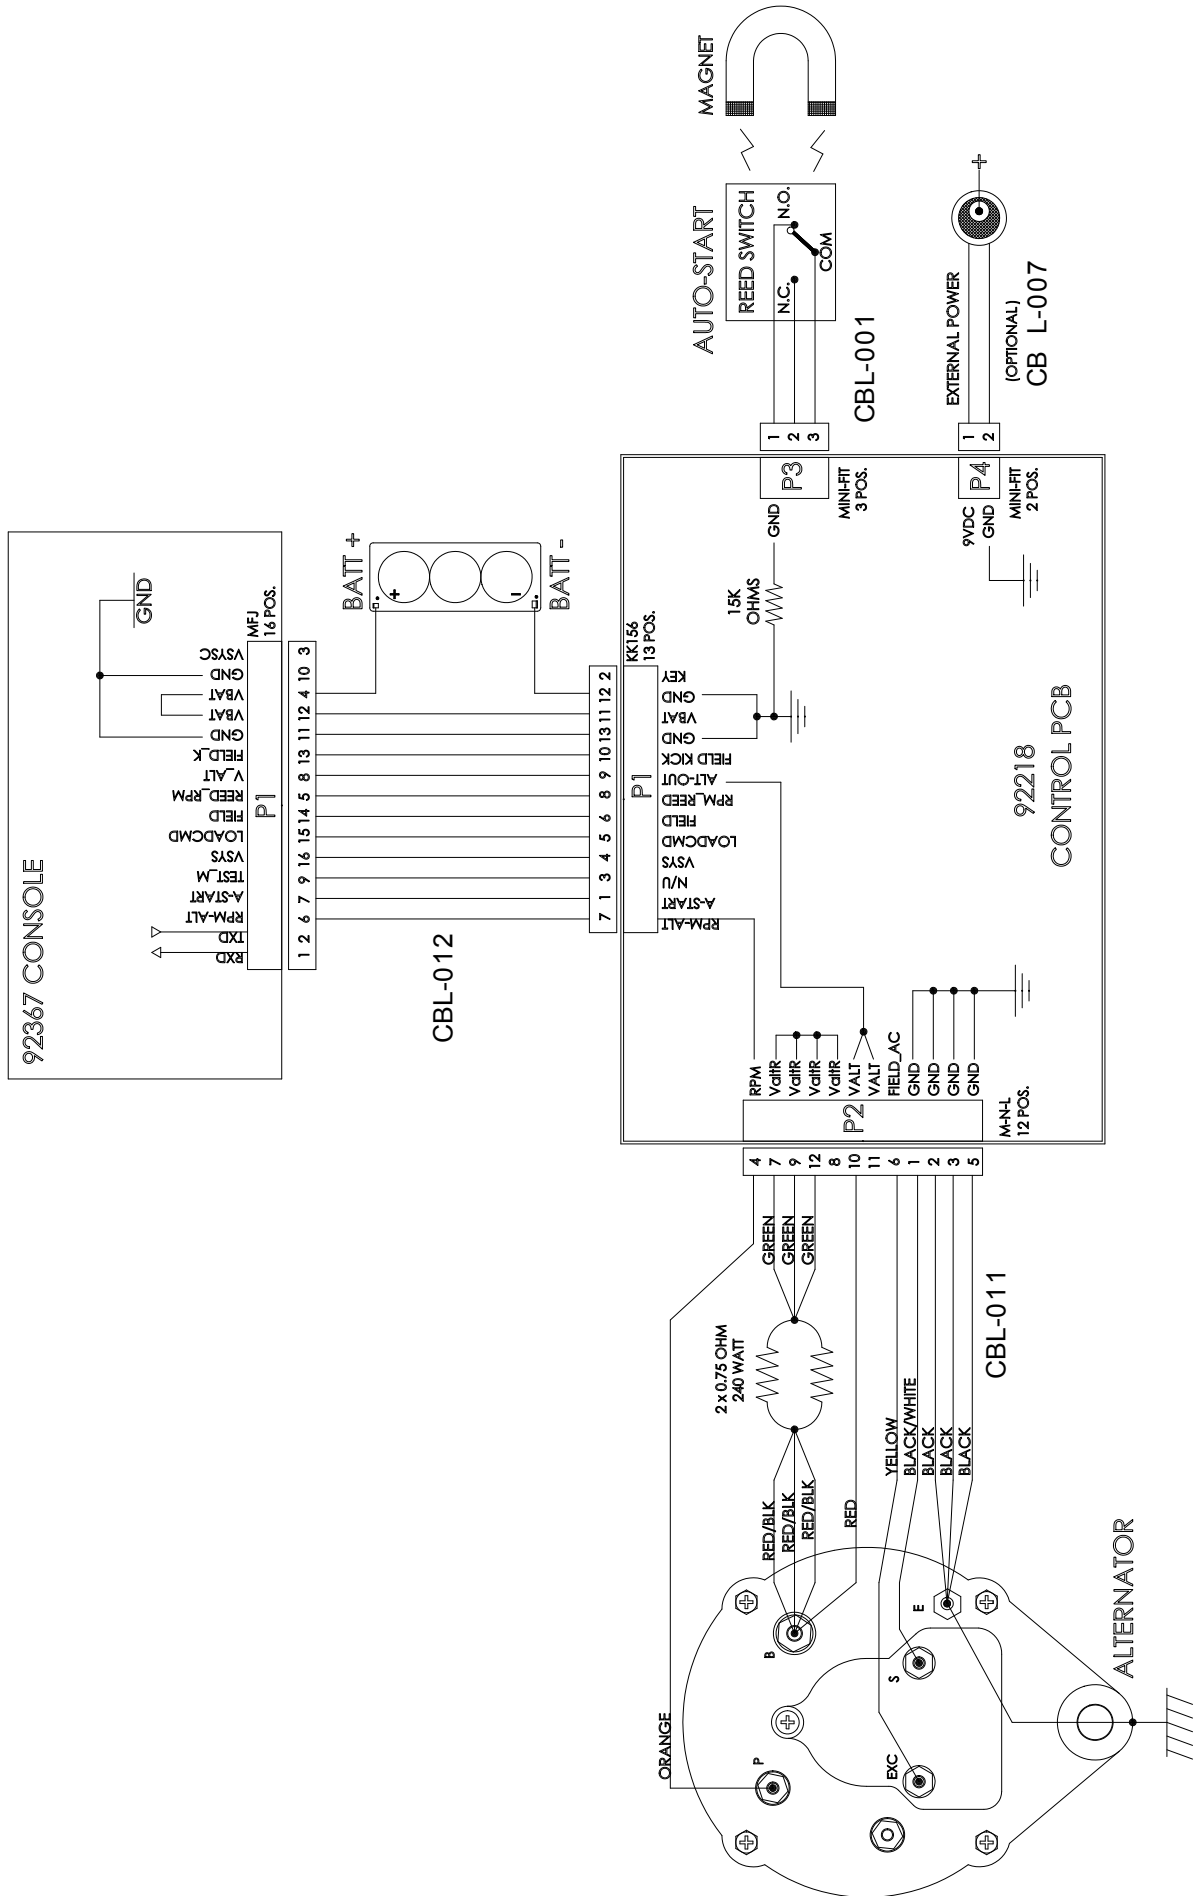 92367 CONSOLE
GND
RXD
TXD
RPM-ALT
A-START
TEST_M
VSYS
LOADCMD
FIELD
REED_RPM
V_ALT
FIELD_K
GND
VBAT
VBAT
GND
VSYSC
P1
MFJ
16 POS.
1 2 6 7 9 16 15 14 5 8 13 11 12 4 10 3
CBL-012
BATT +
+
−
BATT -
7 1 3 4 5 6 8 9 10 13 11 12 2
KK156
13 POS.
P1
RPM-ALT
A-START
N/U
VSYS
LOADCMD
FIELD
RPM_REED
ALT-OUT
FIELD KICK
GND
VBAT
GND
KEY
15K
OHMS
GND
P3
MINI-FIT
3 POS.
1
2
3
CBL-001
AUTO-START
REED SWITCH
N.C.
N.O.
COM
MAGNET
9VDC
GND
P4
MINI-FIT
2 POS.
1
2
EXTERNAL POWER
(OPTIONAL)
CB L-007
+
92218
CONTROL PCB
RPM
ValtR
ValtR
ValtR
ValtR
VALT
VALT
FIELD_AC
GND
GND
GND
GND
P2
M-N-L
12 POS.
4
7
9
12
8
10
11
6
1
2
3
5
GREEN
GREEN
GREEN
2 x 0.75 OHM
240 WATT
RED/BLK
RED/BLK
RED/BLK
RED
YELLOW
BLACK/WHITE
BLACK
BLACK
BLACK
CBL-011
ORANGE
P
B
EXC
S
E
ALTERNATOR